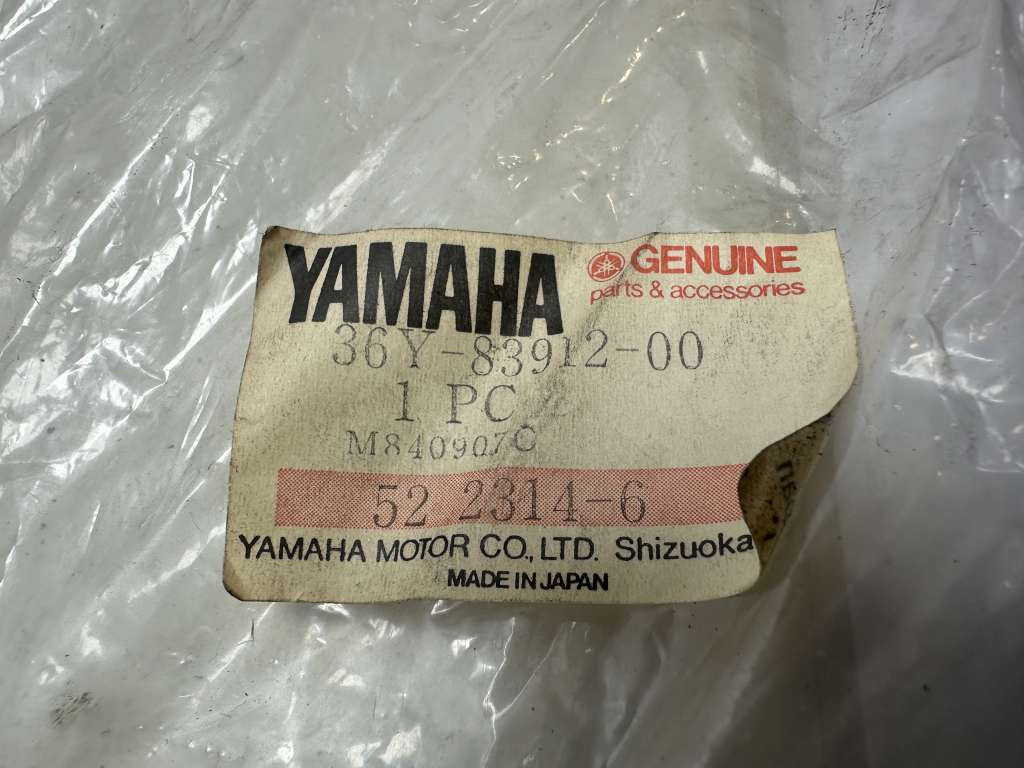 YAMAHA
GENUINE
parts & accessories
36Y-83912-00
1 PC
M840907C
52 2314-6
YAMAHA MOTOR CO., LTD. Shizuoka
MADE IN JAPAN